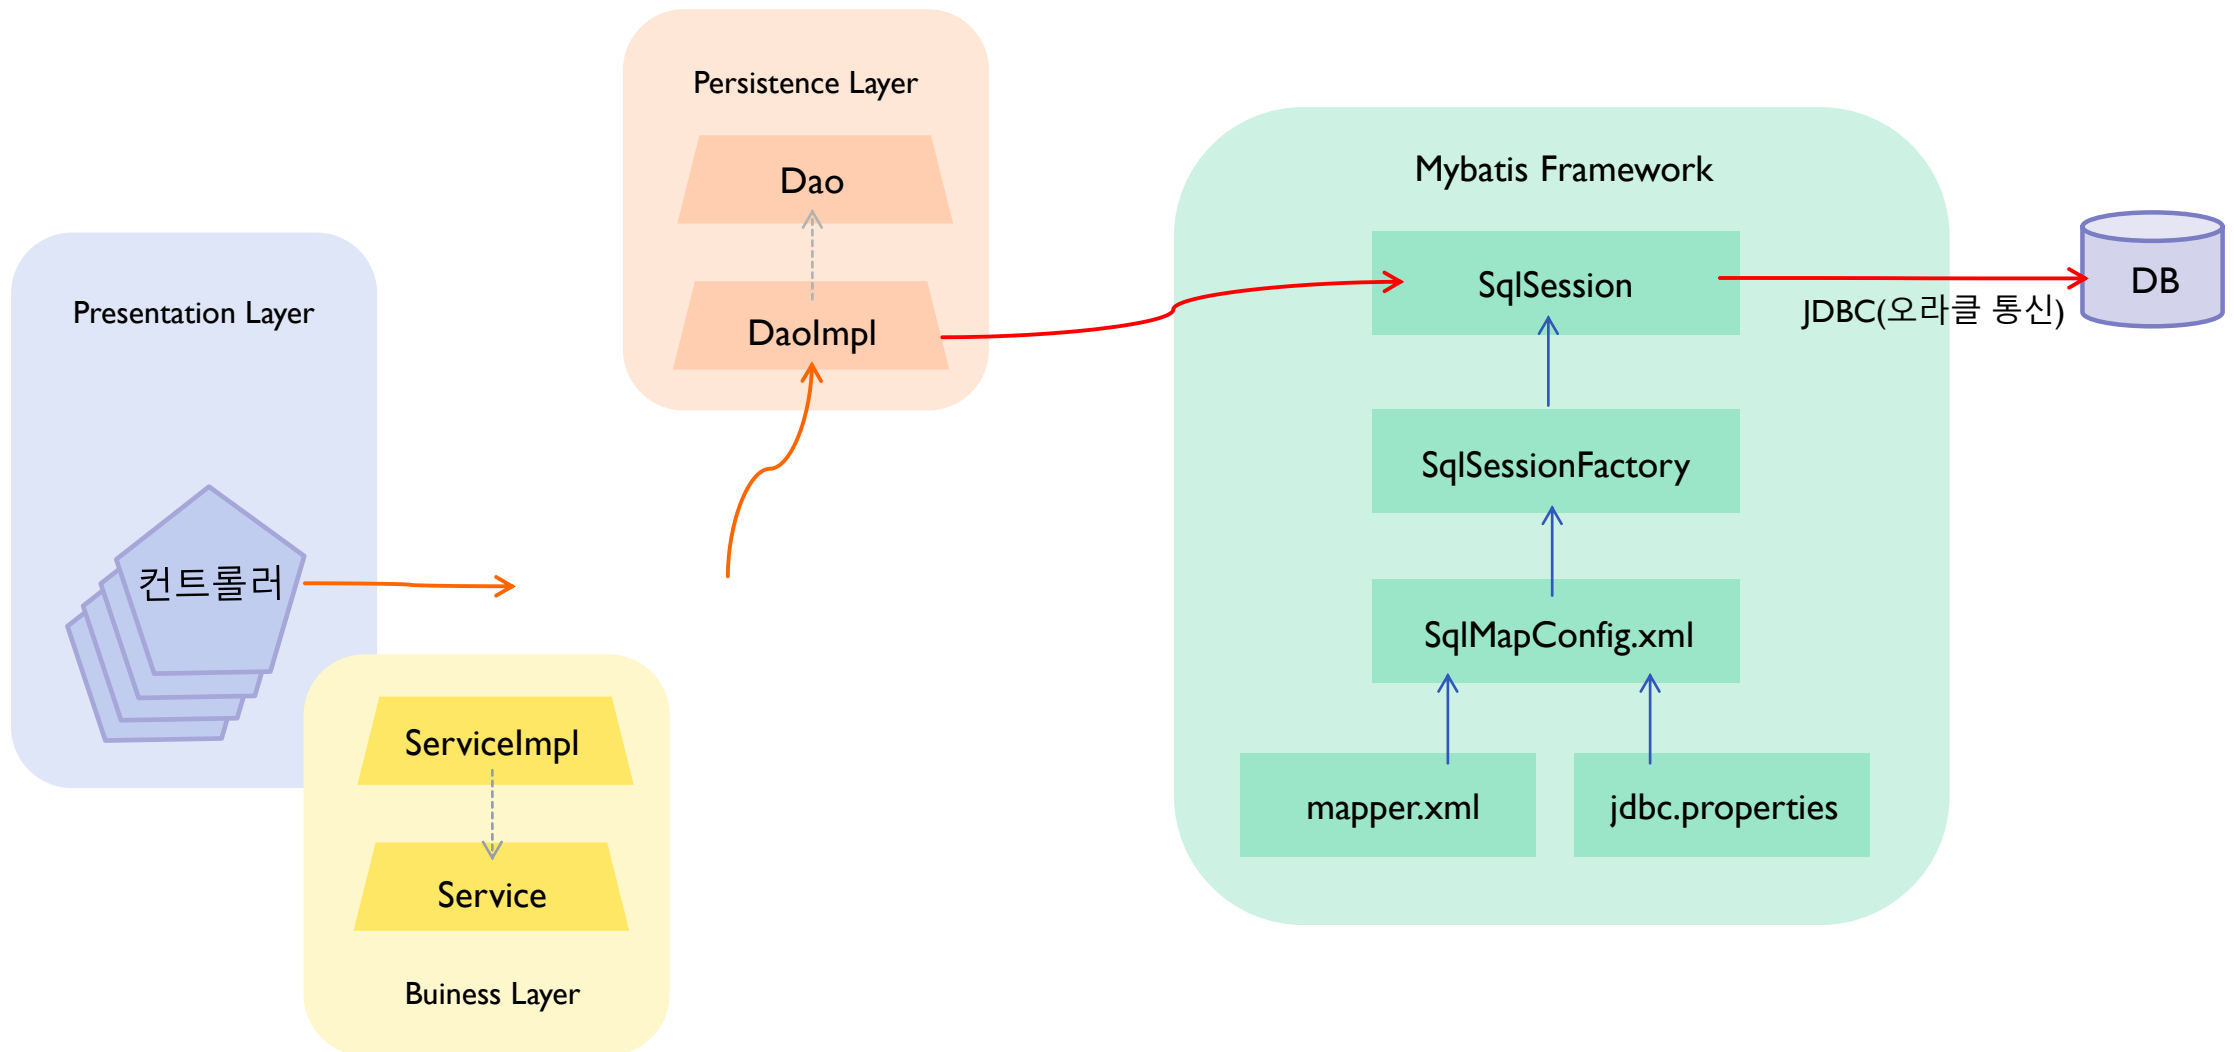 Persistence Layer
Dao
DaoImpl
Presentation Layer
컨트롤러
ServiceImpl
Service
Buiness Layer
Mybatis Framework
SqlSession
SqlSessionFactory
SqlMapConfig.xml
mapper.xml
jdbc.properties
JDBC(오라클 통신)
DB